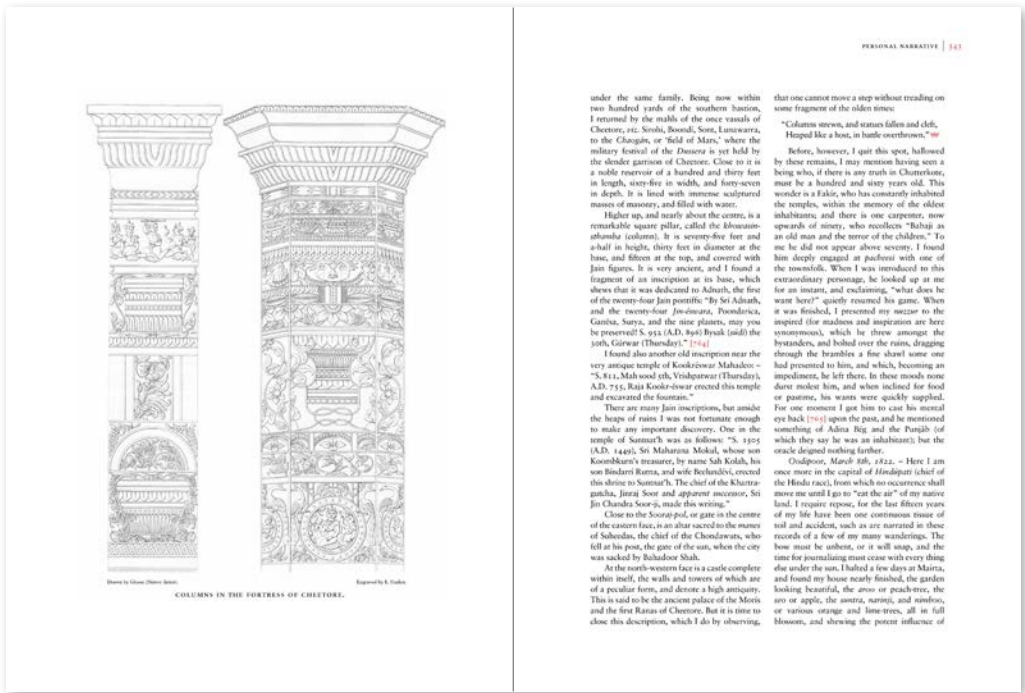 Drawn by Ghassi (Native Artist).
Engraved by E. Finden.
COLUMNS IN THE FORTRESS OF CHEETORE.
PERSONAL NARRATIVE | 343
under the same family. Being now within
two hundred yards of the southern bastion,
I returned by the mahls of the once vassals of
Cheetore, viz. Sirohi, Boondi, Sont, Lunawarra,
to the Chaogán, or ‘field of Mars,’ where the
military festival of the Dussera is yet held by
the slender garrison of Cheetore. Close to it is
a noble reservoir of a hundred and thirty feet
in length, sixty-five in width, and forty-seven
in depth. It is lined with immense sculptured
masses of masonry, and filled with water.
Higher up, and nearly about the centre, is a
remarkable square pillar, called the
(column). It is seventy-five feet and
a-half in height, thirty feet in diameter at the
base, and fifteen at the top, and covered with
Jain figures. It is very ancient, and I found a
fragment of an inscription at its base, which
shews that it was dedicated to Adnath, the first
of the twenty-four Jain pontiffs: “By Sri Adnath,
and the twenty-four Jin-éswara, Poondarica,
Ganésa, Surya, and the nine planets, may you
be preserved! S. 952 (A.D. 896) Bysak (sudi) the
30th, Gúrwar (Thursday).” [764]
I found also another old inscription near the
very antique temple of Kookréswar Mahadeo: –
“S. 811, Mah sood 5th, Vrishpatwar (Thursday),
A.D. 755, Raja Kookr-éswar erected this temple
and excavated the fountain.”
There are many Jain inscriptions, but amidst
the heaps of ruins I was not fortunate enough
to make any important discovery. One in the
temple of Suntnat’h was as follows: “S. 1505
(A.D. 1449), Sri Maharana Mokul, whose son
Koombhkurn’s treasurer, by name Sah Kolah, his
son Bindarri Rutna, and wife Beelundévi, erected
this shrine to Suntnat’h. The chief of the Khartra-
gutcha, Jinraj Soor and apparent successor, Sri
Jin Chandra Soor-ji, made this writing.”
Close to the Sooraj-pol, or gate in the centre
of the eastern face, is an altar sacred to the manes
of Suheedas, the chief of the Chondawats, who
fell at his post, the gate of the sun, when the city
was sacked by Bahadoor Shah.
At the north-western face is a castle complete
within itself, the walls and towers of which are
of a peculiar form, and denote a high antiquity.
This is said to be the ancient palace of the Moris
and the first Ranas of Cheetore. But it is time to
close this description, which I do by observing,
that one cannot move a step without treading on
some fragment of the olden times:
“Columns strewn, and statues fallen and cleft,
Heaped like a host, in battle overthrown.”
Before, however, I quit this spot, hallowed
by these remains, I may mention having seen a
being who, if there is any truth in Chutterkote,
must be a hundred and sixty years old. This
wonder is a Fakir, who has constantly inhabited
the temples, within the memory of the oldest
inhabitants; and there is one carpenter, now
upwards of ninety, who recollects “Babaji as
an old man and the terror of the children.” To
me he did not appear above seventy. I found
him deeply engaged at pacheesi with one of
the townsfolk. When I was introduced to this
extraordinary personage, he looked up at me
for an instant, and exclaiming, “what does he
want here?” quietly resumed his game. When
it was finished, I presented my nuzzur to the
inspired (for madness and inspiration are here
synonymous), which he threw amongst the
bystanders, and bolted over the ruins, dragging
through the brambles a fine shawl some one
had presented to him, and which, becoming an
impediment, he left there. In these moods none
durst molest him, and when inclined for food
or pastime, his wants were quickly supplied.
For one moment I got him to cast his mental
eye back [765] upon the past, and he mentioned
something of Adina Bég and the Punjáb (of
which they say he was an inhabitant); but the
oracle deigned nothing farther.
Oodipoor, March 8th, 1822. – Here I am
once more in the capital of Hinduipati (chief of
the Hindu race), from which no occurrence shall
move me until I go to “eat the air” of my native
land. I require repose, for the last fifteen years
of my life have been one continuous tissue of
toil and accident, such as are narrated in these
records of a few of my many wanderings. The
bow must be unbent, or it will snap, and the
time for journalizing must cease with every thing
else under the sun. I halted a few days at Mairta,
and found my house nearly finished, the garden
looking beautiful, the aroo or peach-tree, the
seo or apple, the suntra, narinji, and nimboo,
or various orange and lime-trees, all in full
blossom, and shewing the potent influence of